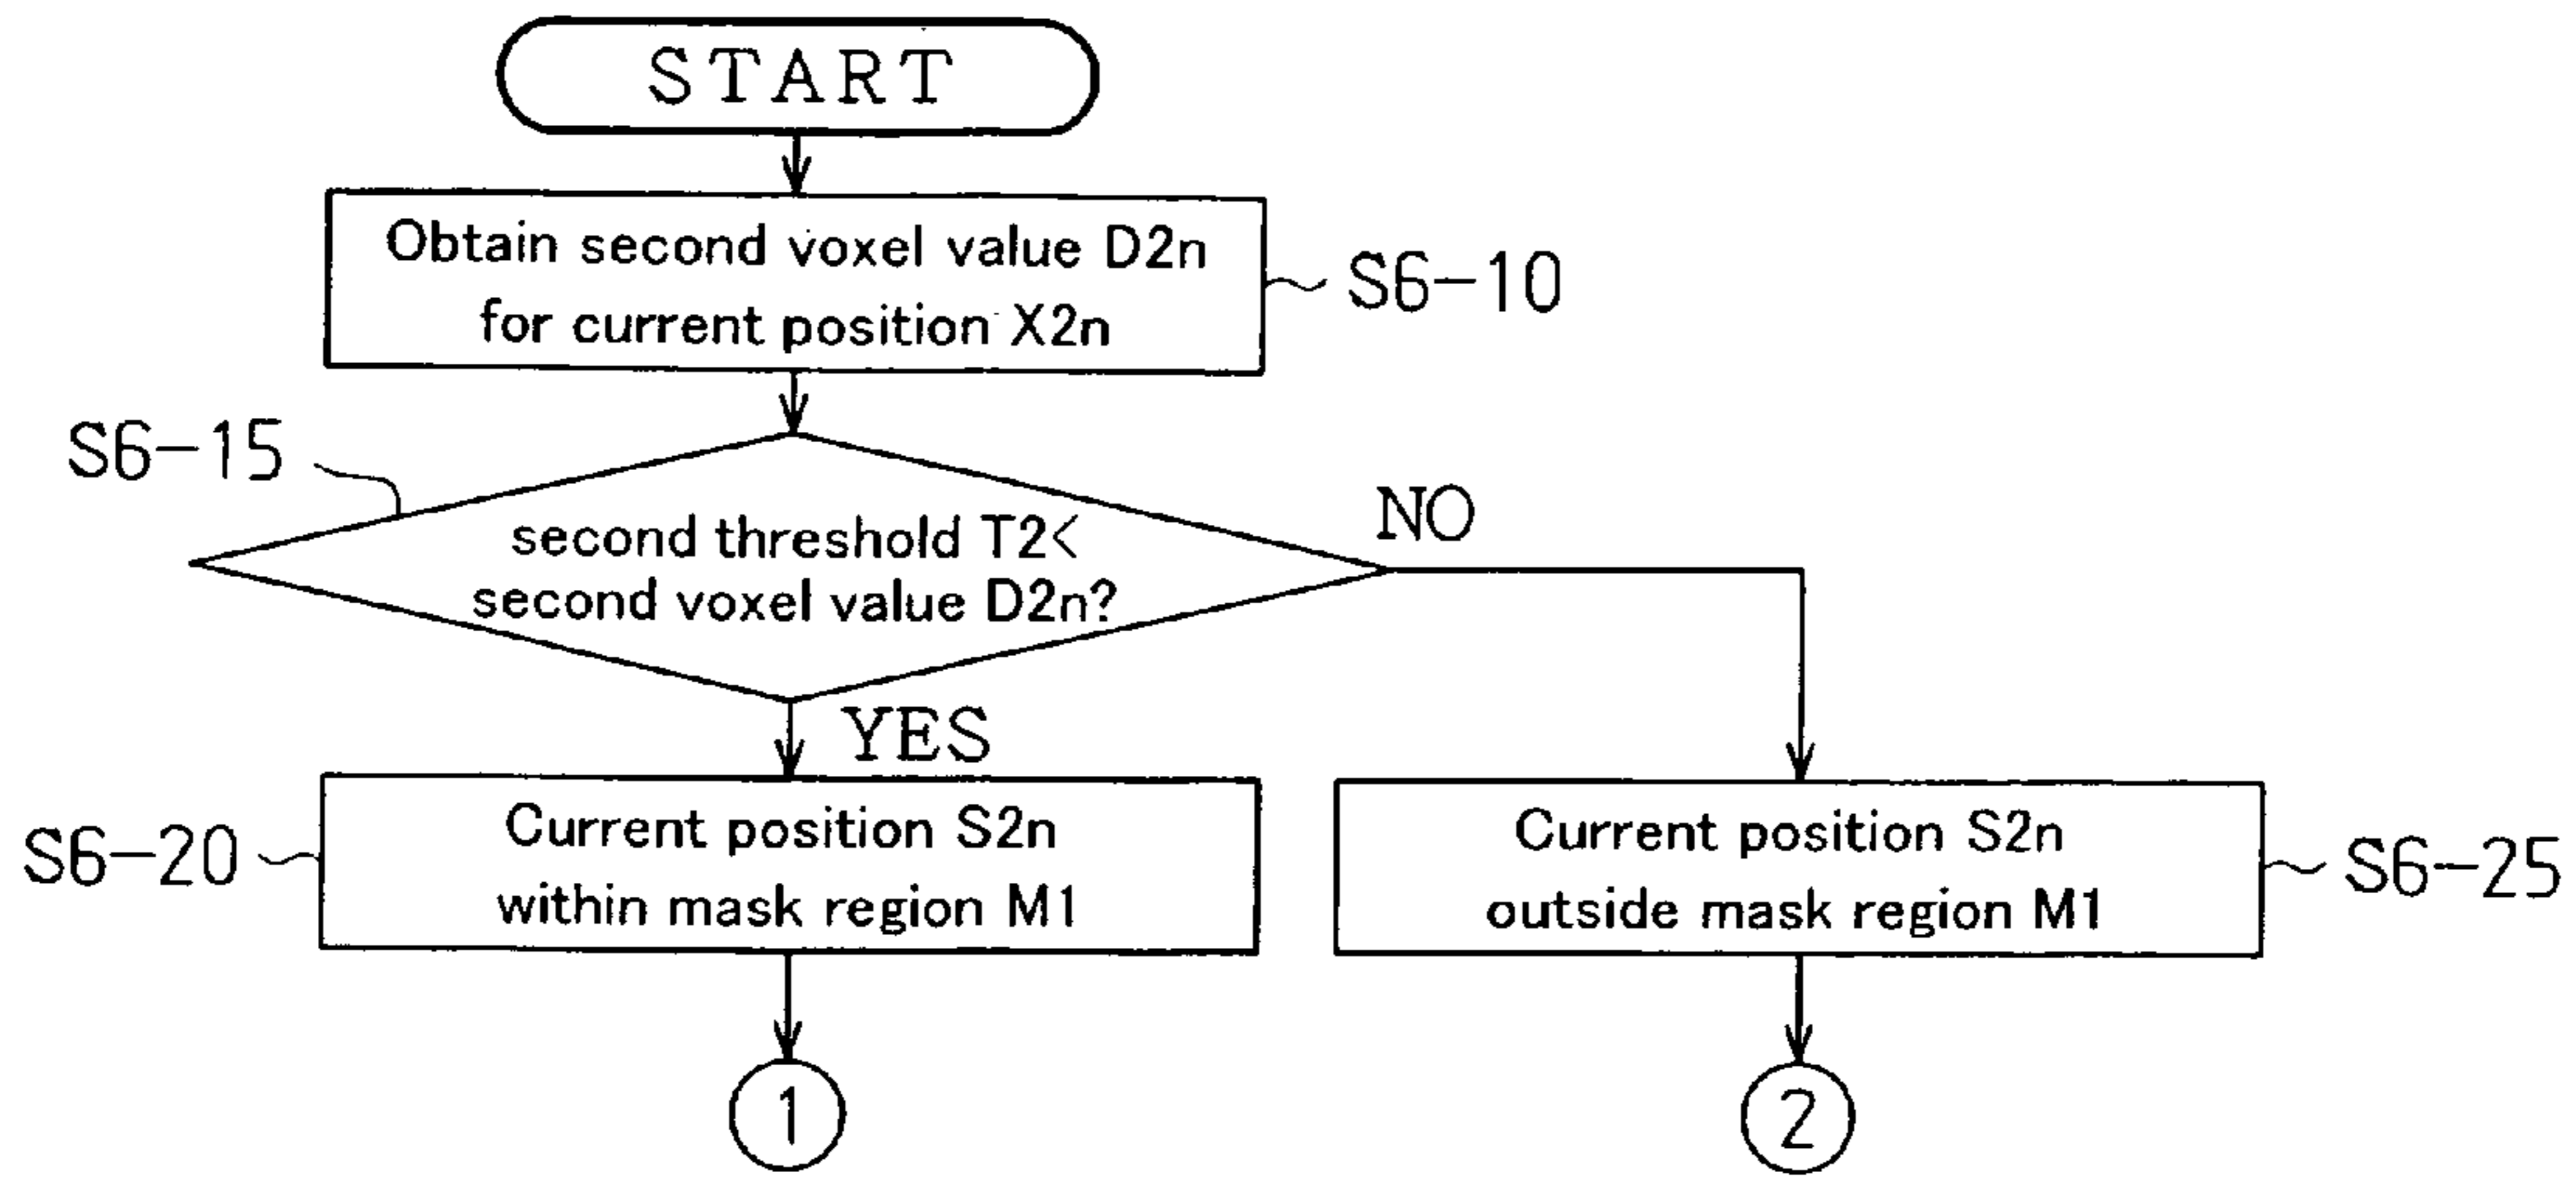 START
Obtain second voxel value D2n
for current position X2n
S6-10
S6-15
second threshold T2<
second voxel value D2n?
NO
YES
S6-20
Current position S2n
within mask region M1
Current position S2n
outside mask region M1
S6-25
1
2